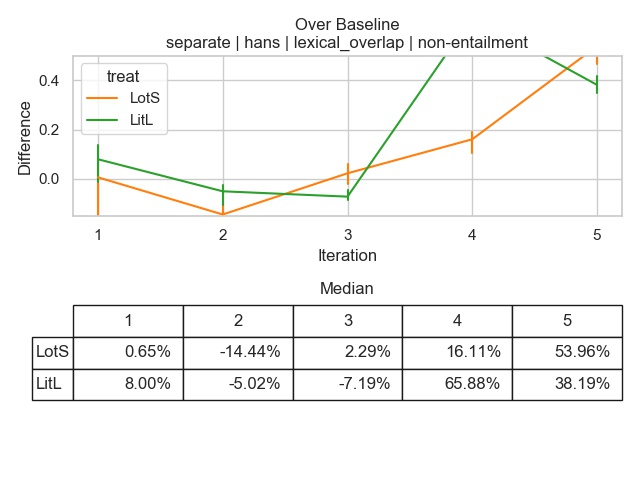 Over Baseline
separate | hans | lexical_overlap | non-entailment
treat
LotS
LitL
Difference
0.4
0.2
0.0
1 2 3 4 5
Iteration
Median
1 2 3 4 5
LotS 0.65% -14.44% 2.29% 16.11% 53.96%
LitL 8.00% -5.02% -7.19% 65.88% 38.19%